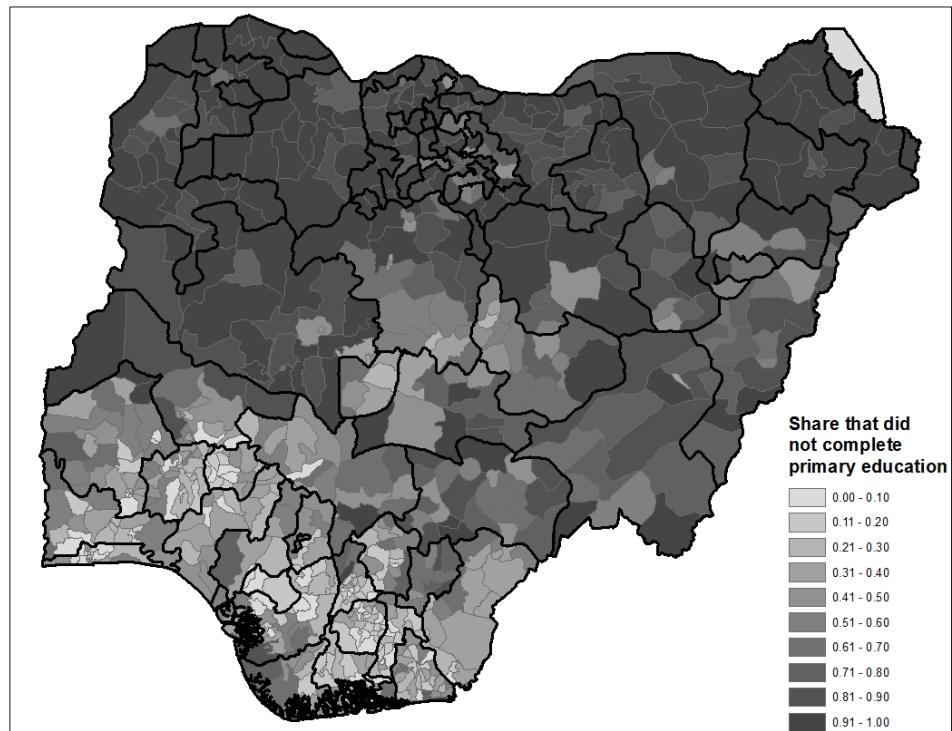 Share that did
not complete
primary education
0.00 - 0.10
0.11 - 0.20
0.21 - 0.30
0.31 - 0.40
0.41 - 0.50
0.51 - 0.60
0.61 - 0.70
0.71 - 0.80
0.81 - 0.90
0.91 - 1.00